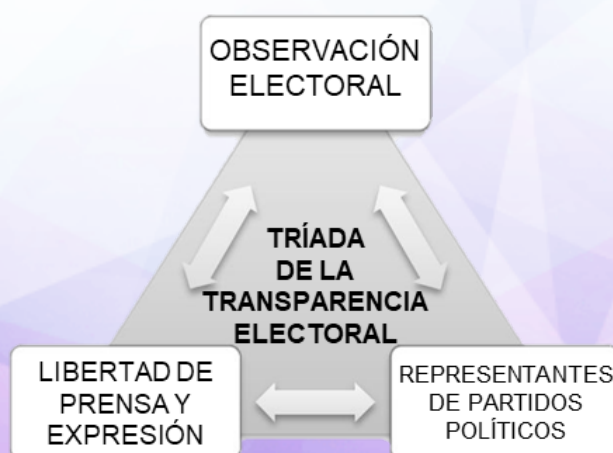 OBSERVACIÓN
ELECTORAL
TRÍADA
DE LA
TRANSPARENCIA
ELECTORAL
LIBERTAD DE
PRENSA Y
EXPRESIÓN
REPRESENTANTES
DE PARTIDOS
POLÍTICOS